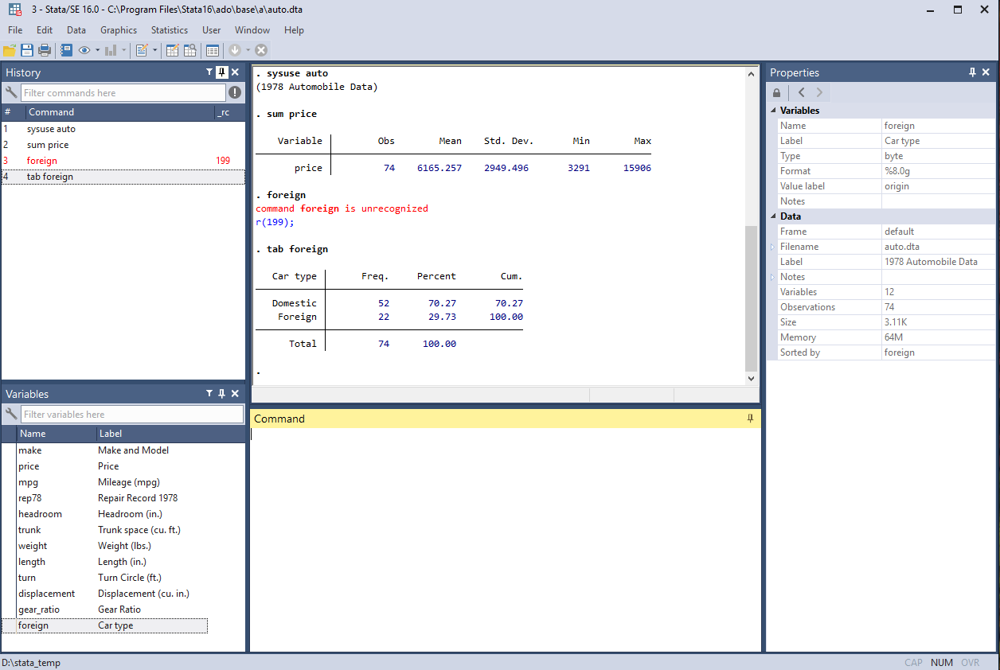 3 - Stata/SE 16.0 - C:\Program Files\Stata16\ado\base\a\auto.dta
File Edit Data Graphics Statistics User Window Help
History
Filter commands here
# Command _rc
1 sysuse auto
2 sum price
3 foreign 199
4 tab foreign
Variables
Filter variables here
Name Label
make Make and Model
price Price
mpg Mileage (mpg)
rep78 Repair Record 1978
headroom Headroom (in.)
trunk Trunk space (cu. ft.)
weight Weight (lbs.)
length Length (in.)
turn Turn Circle (ft.)
displacement Displacement (cu. in.)
gear_ratio Gear Ratio
foreign Car type
. sysuse auto
(1978 Automobile Data)
. sum price
Variable Obs Mean Std. Dev. Min Max
price 74 6165.257 2949.496 3291 15906
. foreign
command foreign is unrecognized
r(199);
. tab foreign
Car type Freq. Percent Cum.
Domestic 52 70.27 70.27
Foreign 22 29.73 100.00
Total 74 100.00
.
Command
Properties
Variables
Name foreign
Label Car type
Type byte
Format %8.0g
Value label origin
Notes
Data
Frame default
Filename auto.dta
Label 1978 Automobile Data
Notes
Variables 12
Observations 74
Size 3.11K
Memory 64M
Sorted by foreign
D:\stata_temp
CAP NUM OVR